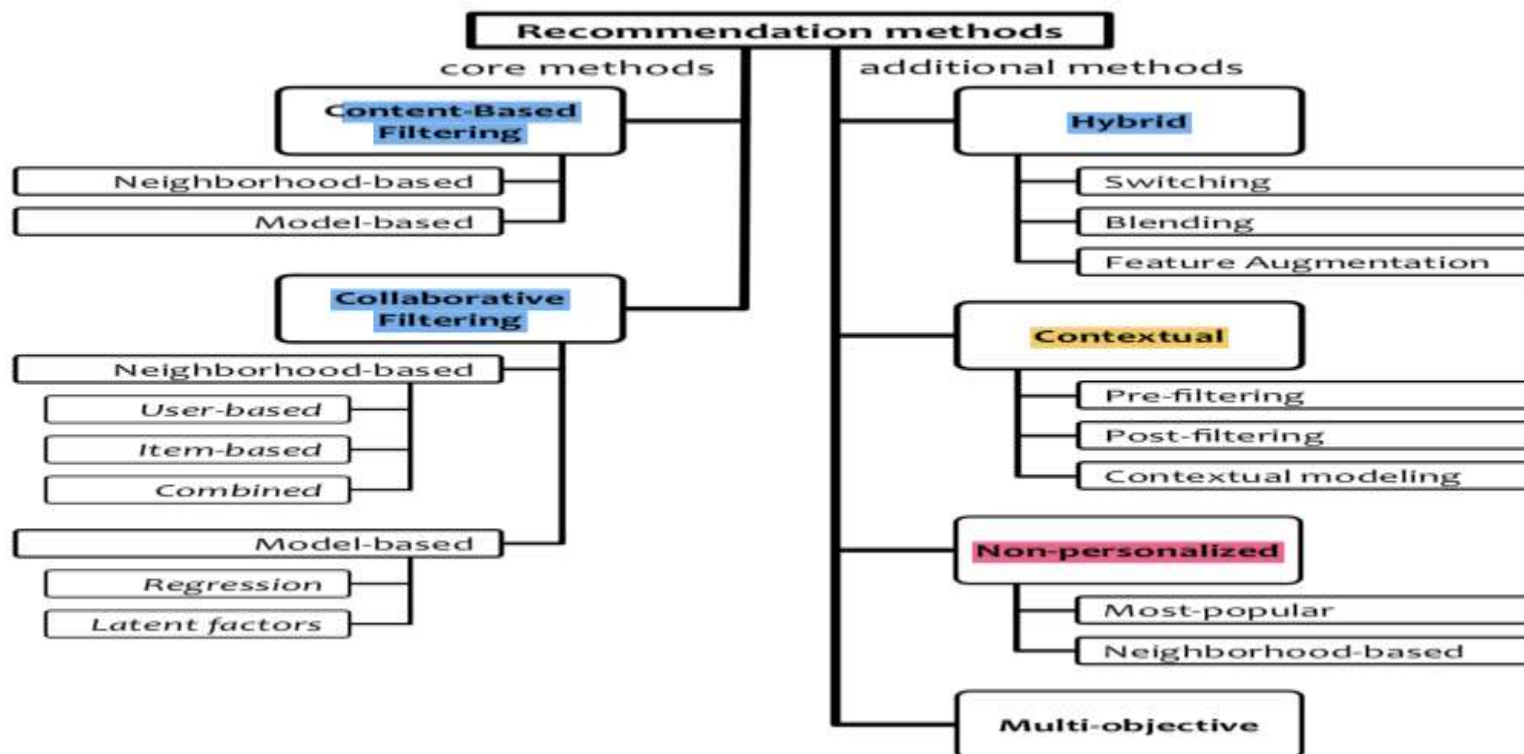 Recommendation methods
core methods
Content-Based
Filtering
Neighborhood-based
Model-based
Collaborative
Filtering
Neighborhood-based
User-based
Item-based
Combined
Model-based
Regression
Latent factors
additional methods
Hybrid
Switching
Blending
Feature Augmentation
Contextual
Pre-filtering
Post-filtering
Contextual modeling
Non-personalized
Most-popular
Neighborhood-based
Multi-objective